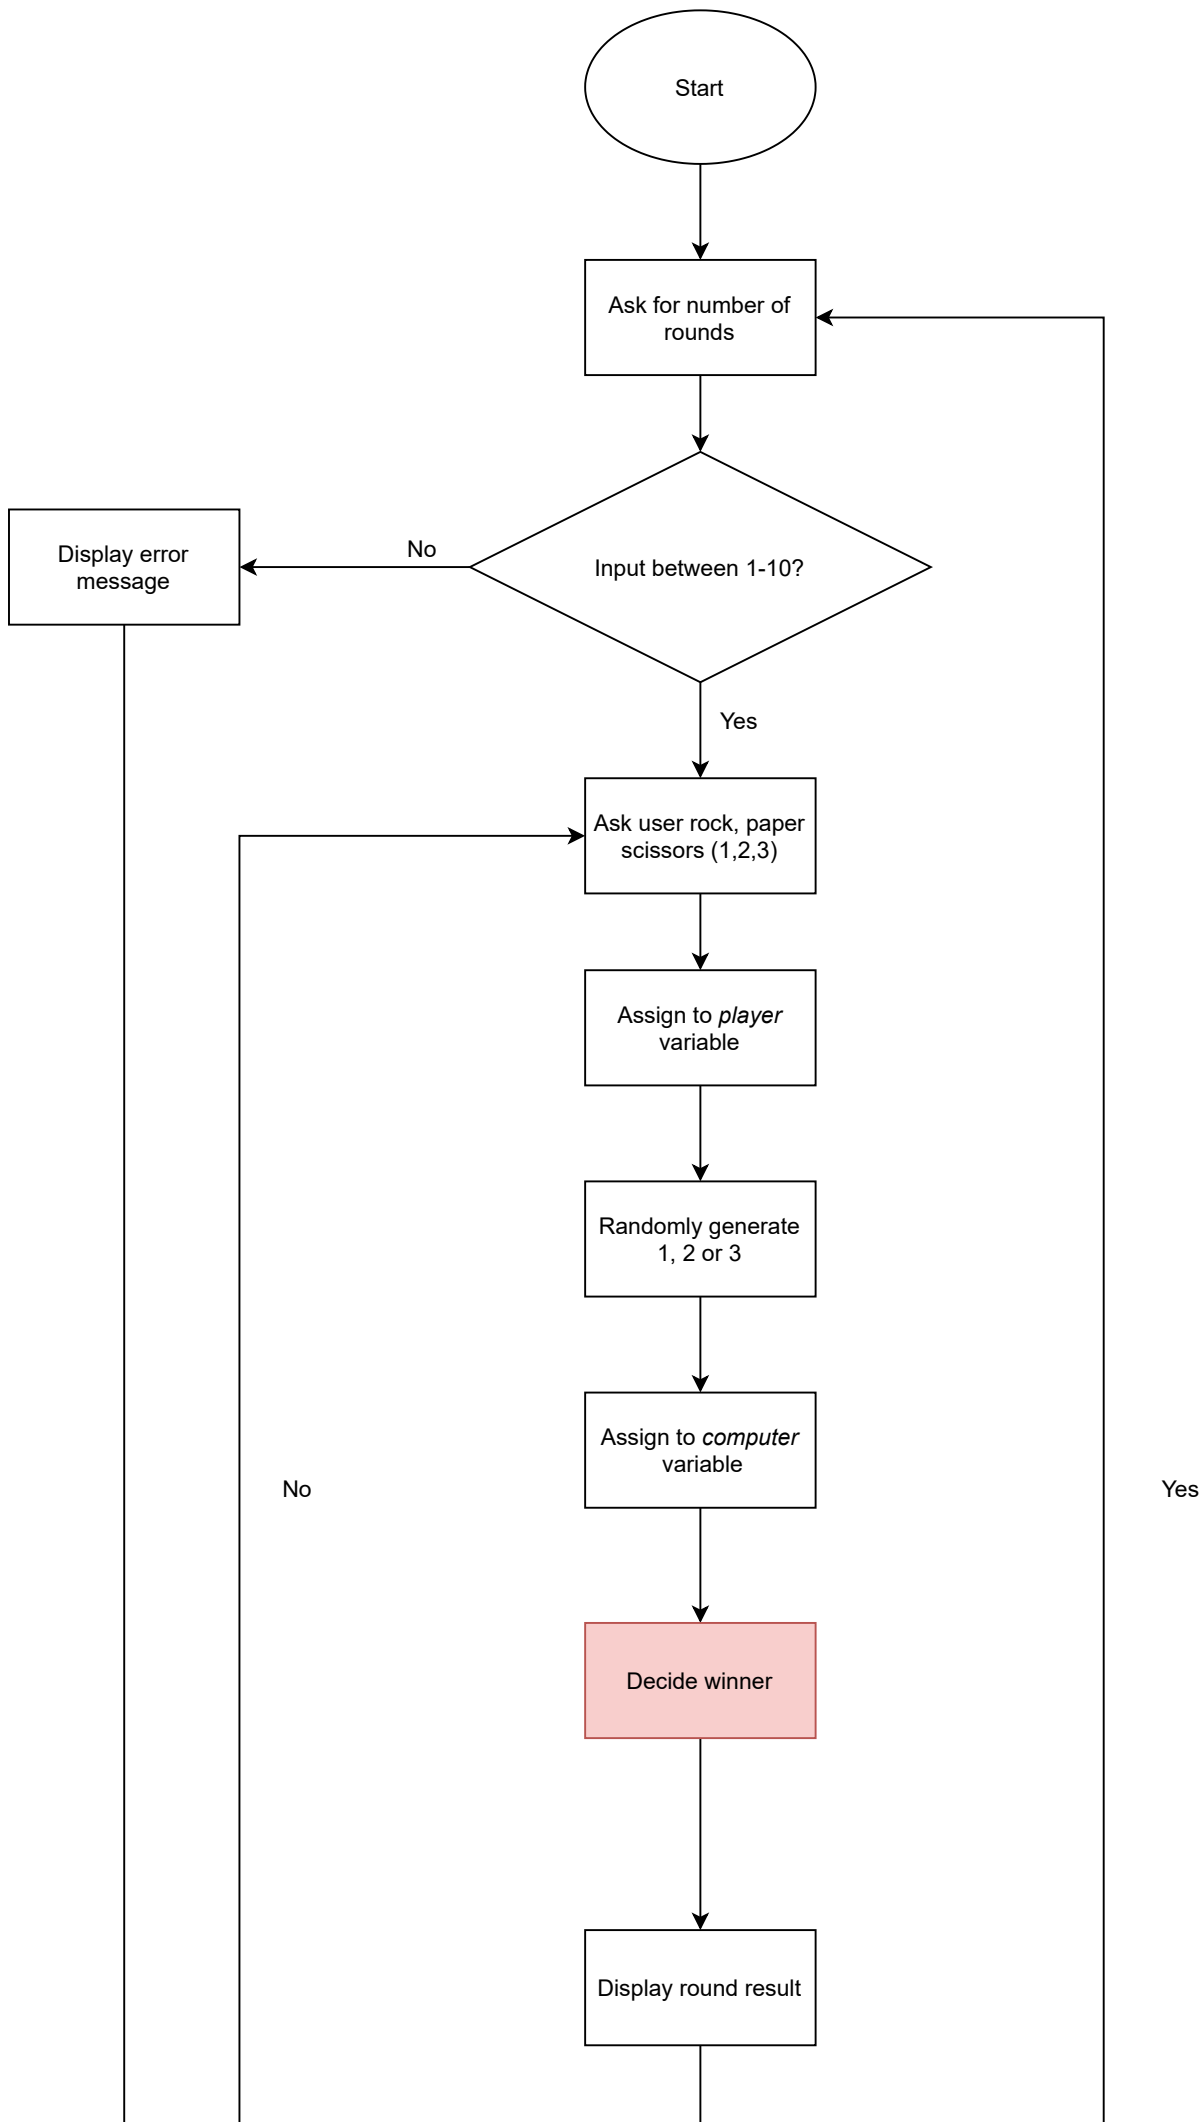 Start
Ask for number of
rounds
Input between 1-10?
No
Display error
message
Yes
Ask user rock, paper
scissors (1,2,3)
Assign to player
variable
Randomly generate
1, 2 or 3
Assign to computer
variable
No
Yes
Decide winner
Display round result